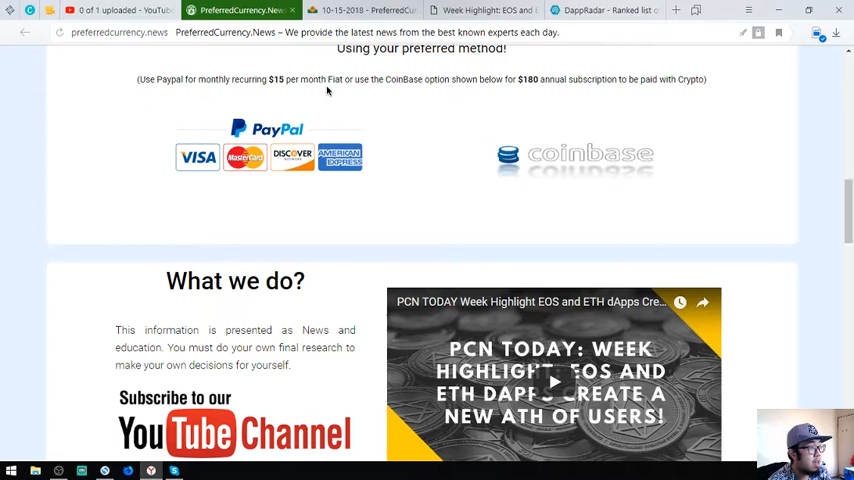 0 of 1 uploaded - YouTube
PreferredCurrency.News
10-15-2018 - PreferredCur
Week Highlight: EOS and E
DappRadar - Ranked list o
preferredcurrency.news
PreferredCurrency.News – We provide the latest news from the best known experts each day.
Using your preferred method!
(Use Paypal for monthly recurring $15 per month Fiat or use the CoinBase option shown below for $180 annual subscription to be paid with Crypto)
PayPal
VISA
MasterCard
DISCOVER
NETWORK
AMERICAN
EXPRESS
coinbase
What we do?
This information is presented as News and
education. You must do your own final research to
make your own decisions for yourself.
Subscribe to our
YouTube Channel
PCN TODAY Week Highlight EOS and ETH dApps Cre...
PCN TODAY: WEEK
HIGHLIGHT: EOS AND
ETH DAPPS CREATE A
NEW ATH OF USERS!